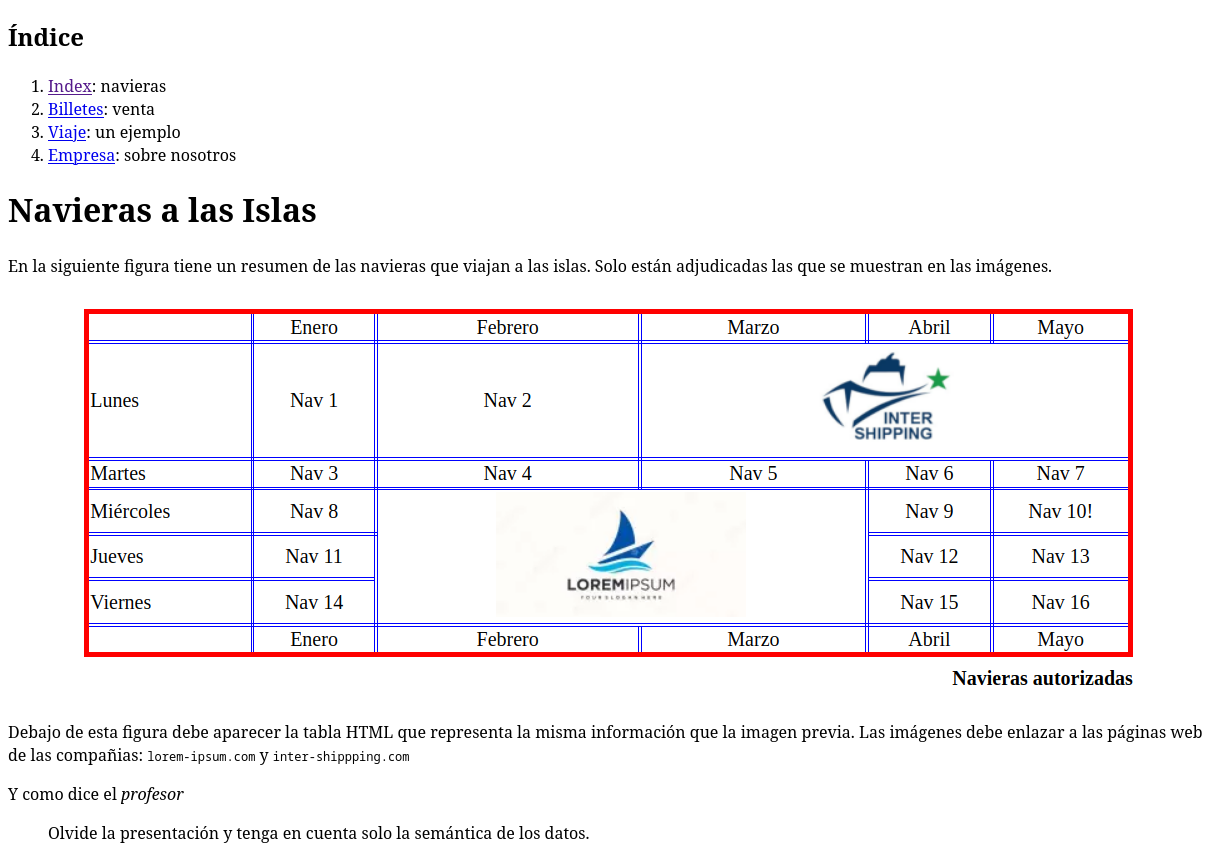 Índice
1. Index: navieras
2. Billetes: venta
3. Viaje: un ejemplo
4. Empresa: sobre nosotros
Navieras a las Islas
En la siguiente figura tiene un resumen de las navieras que viajan a las islas. Solo están adjudicadas las que se muestran en las imágenes.
Enero Febrero Marzo Abril Mayo
Lunes Nav 1 Nav 2 INTER SHIPPING
Martes Nav 3 Nav 4 Nav 5 Nav 6 Nav 7
Miércoles Nav 8 Nav 9 Nav 10!
Jueves Nav 11 Nav 12 Nav 13
LOREMIPSUM
YOUR SLOGAN HERE
Viernes Nav 14 Nav 15 Nav 16
Enero Febrero Marzo Abril Mayo
Navieras autorizadas
Debajo de esta figura debe aparecer la tabla HTML que representa la misma información que la imagen previa. Las imágenes debe enlazar a las páginas web
de las compañias: lorem-ipsum.com y inter-shippping.com
Y como dice el profesor
Olvide la presentación y tenga en cuenta solo la semántica de los datos.